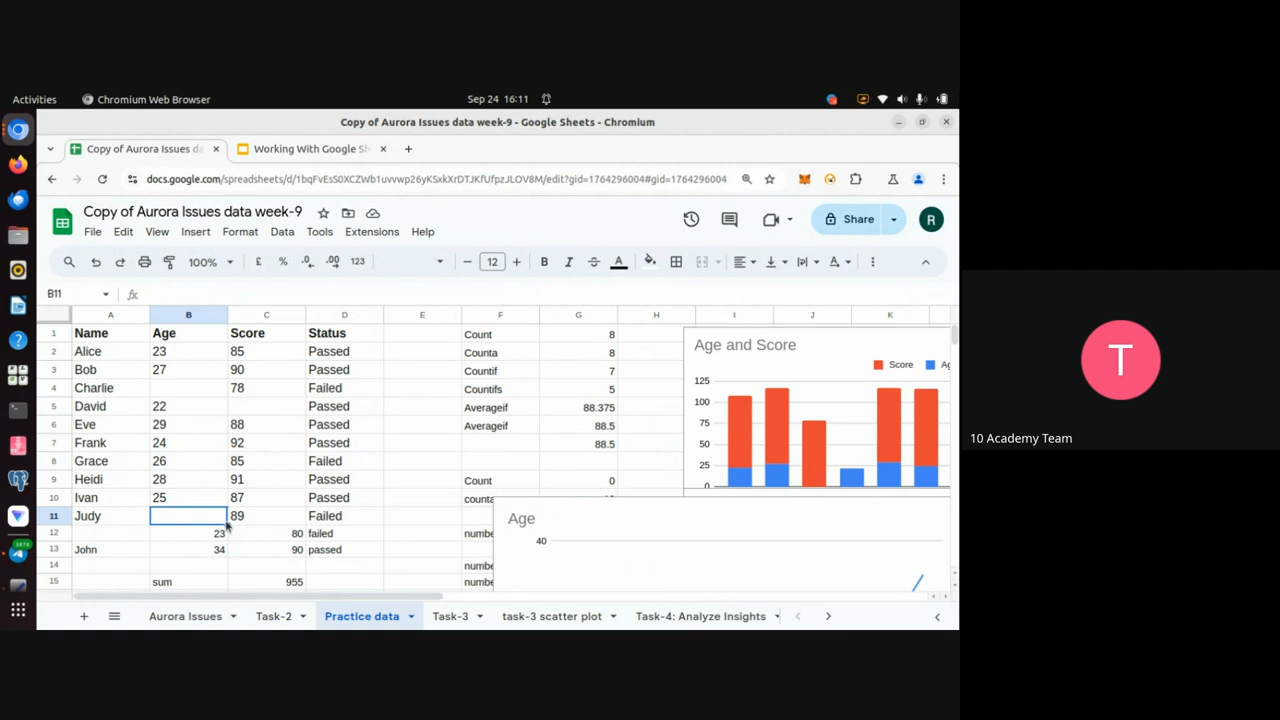 Activities
Chromium Web Browser
Sep 24 16:11
Copy of Aurora Issues data week-9 - Google Sheets - Chromium
Copy of Aurora Issues da
Working With Google Sh
docs.google.com/spreadsheets/d/1bqFvEsS0XCZWb1uvvwp26yKSxkXrDTJKfUfpzJLOV8M/edit?gid=1764296004#gid=1764296004
Copy of Aurora Issues data week-9
File Edit View Insert Format Data Tools Extensions Help
Share
R
100% £ % .0 .00 123 12 B I A
B11 fx
A B C D E F G H I J K
1 Name Age Score Status Count 8
2 Alice 23 85 Passed Counta 8
3 Bob 27 90 Passed Countif 7
4 Charlie 78 Failed Countifs 5
5 David 22 Passed Averageif 88.375
6 Eve 29 88 Passed Averageif 88.5
7 Frank 24 92 Passed 88.5
8 Grace 26 85 Failed
9 Heidi 28 91 Passed Count 0
10 Ivan 25 87 Passed counta
11 Judy 89 Failed
12 23 80 failed numbe
13 John 34 90 passed
14 numbe
15 sum 955 numbe
Age and Score
Score Ag
125
100
75
50
25
0
Age
40
Aurora Issues Task-2 Practice data Task-3 task-3 scatter plot Task-4: Analyze Insights
T
10 Academy Team